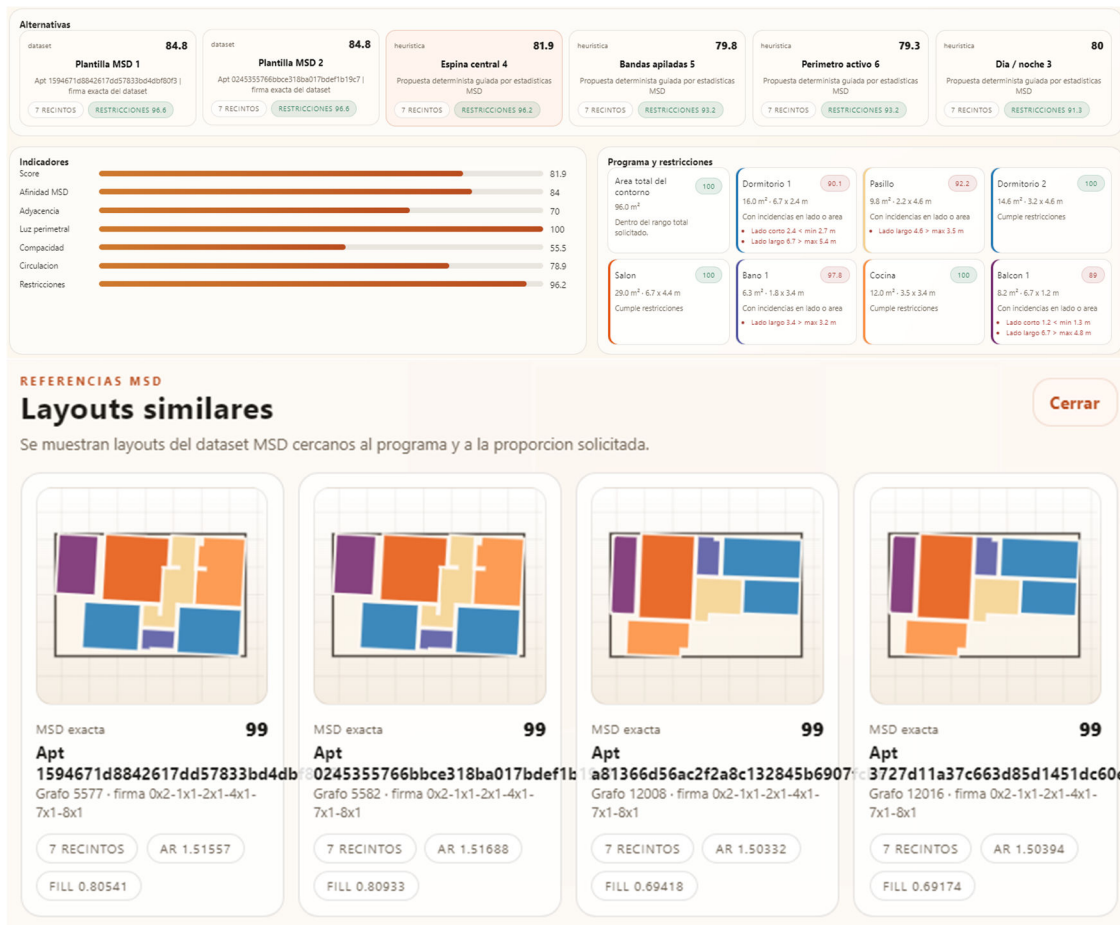 Alternativas
dataset 84.8
Plantilla MSD 1
Apt 1594671d8842617dd57833bd4dbf80f3 |
firma exacta del dataset
7 RECINTOS RESTRICCIONES 96.6
dataset 84.8
Plantilla MSD 2
Apt 0245355766bbce318ba017bdef1b19c7 |
firma exacta del dataset
7 RECINTOS RESTRICCIONES 96.6
heuristica 81.9
Espina central 4
Propuesta determinista guiada por estadisticas
MSD
7 RECINTOS RESTRICCIONES 96.2
heuristica 79.8
Bandas apiladas 5
Propuesta determinista guiada por estadisticas
MSD
7 RECINTOS RESTRICCIONES 93.2
heuristica 79.3
Perimetro activo 6
Propuesta determinista guiada por estadisticas
MSD
7 RECINTOS RESTRICCIONES 93.2
heuristica 80
Dia / noche 3
Propuesta determinista guiada por estadisticas
MSD
7 RECINTOS RESTRICCIONES 91.3
Indicadores
Score 81.9
Afinidad MSD 84
Adyacencia 70
Luz perimetral 100
Compacidad 55.5
Circulacion 78.9
Restricciones 96.2
Programa y restricciones
Area total del
contorno 100
96.0 m²
Dentro del rango total
solicitado.
Dormitorio 1 90.1
16.0 m² · 6.7 x 2.4 m
Con incidencias en lado o area
Lado corto 2.4 < min 2.7 m
Lado largo 6.7 > max 5.4 m
Pasillo 92.2
9.8 m² · 2.2 x 4.6 m
Con incidencias en lado o area
Lado largo 4.6 > max 3.5 m
Dormitorio 2 100
14.6 m² · 3.2 x 4.6 m
Cumple restricciones
Salon 100
29.0 m² · 6.7 x 4.4 m
Cumple restricciones
Bano 1 97.8
6.3 m² · 1.8 x 3.4 m
Con incidencias en lado o area
Lado largo 3.4 > max 3.2 m
Cocina 100
12.0 m² · 3.5 x 3.4 m
Cumple restricciones
Balcon 1 89
8.2 m² · 6.7 x 1.2 m
Con incidencias en lado o area
Lado corto 1.2 < min 1.3 m
Lado largo 6.7 > max 4.8 m
REFERENCIAS MSD
Layouts similares
Cerrar
Se muestran layouts del dataset MSD cercanos al programa y a la proporcion solicitada.
MSD exacta 99
Apt
1594671d8842617dd57833bd4dbf8
Grafo 5577 · firma 0x2-1x1-2x1-4x1-
7x1-8x1
7 RECINTOS AR 1.51557
FILL 0.80541
MSD exacta 99
Apt
0245355766bbce318ba017bdef1b1
Grafo 5582 · firma 0x2-1x1-2x1-4x1-
7x1-8x1
7 RECINTOS AR 1.51688
FILL 0.80933
MSD exacta 99
Apt
a81366d56ac2f2a8c132845b6907f
Grafo 12008 · firma 0x2-1x1-2x1-4x1-
7x1-8x1
7 RECINTOS AR 1.50332
FILL 0.69418
MSD exacta 99
Apt
3727d11a37c663d85d1451dc60
Grafo 12016 · firma 0x2-1x1-2x1-4x1-
7x1-8x1
7 RECINTOS AR 1.50394
FILL 0.69174